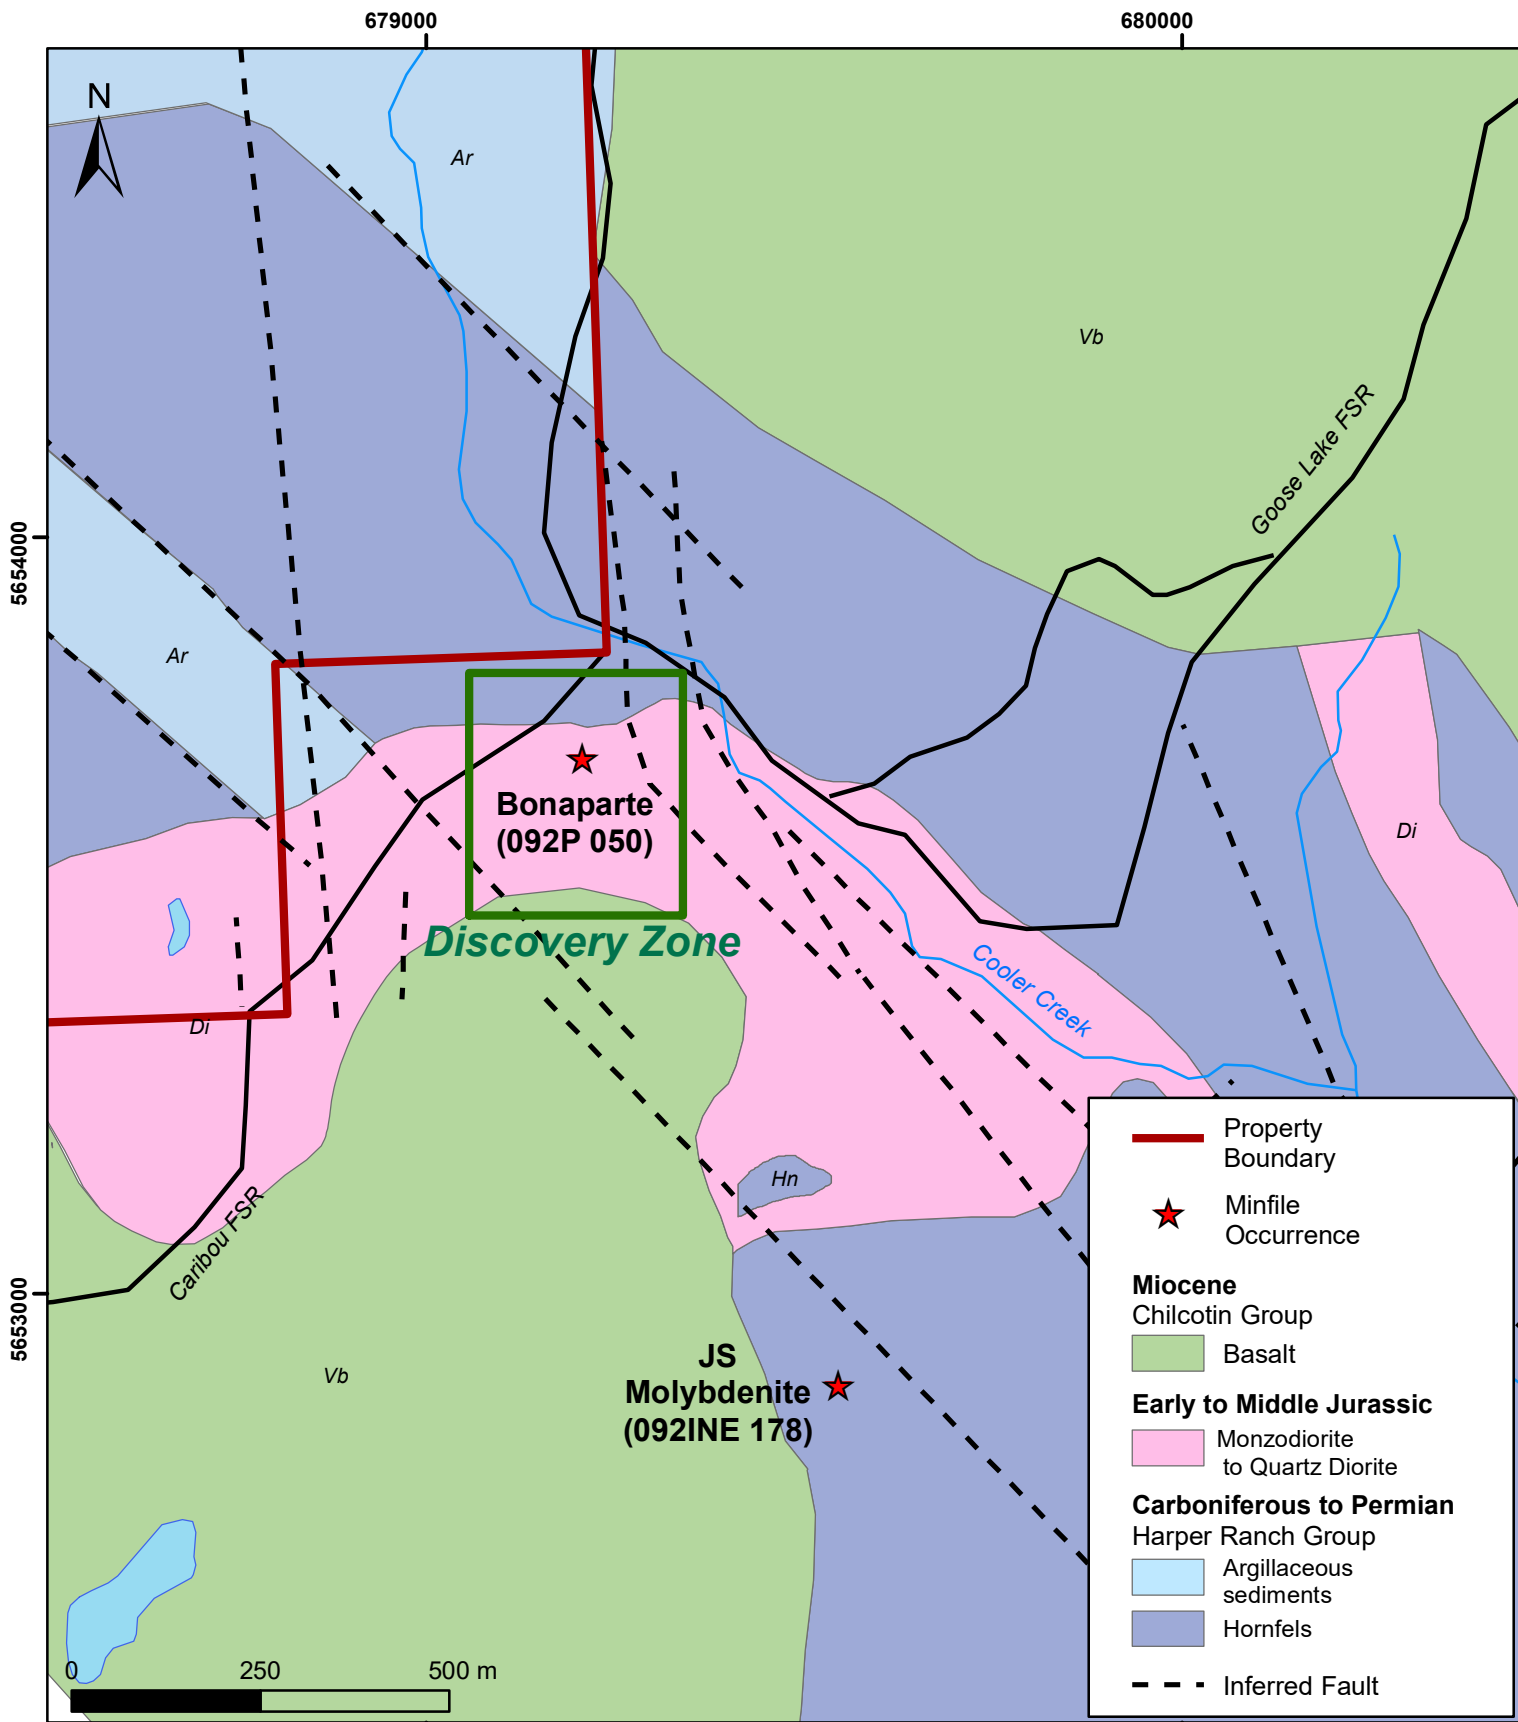 679000
680000
N
Ar
Vb
Goose Lake FSR
5654000
Ar
Bonaparte
(092P 050)
Di
Discovery Zone
Cooler Creek
Di
Hn
Caribou FSR
5653000
Vb
JS
Molybdenite
(092INE 178)
0 250 500 m
Property
Boundary
Minfile
Occurrence
Miocene
Chilcotin Group
Basalt
Early to Middle Jurassic
Monzodiorite
to Quartz Diorite
Carboniferous to Permian
Harper Ranch Group
Argillaceous
sediments
Hornfels
Inferred Fault